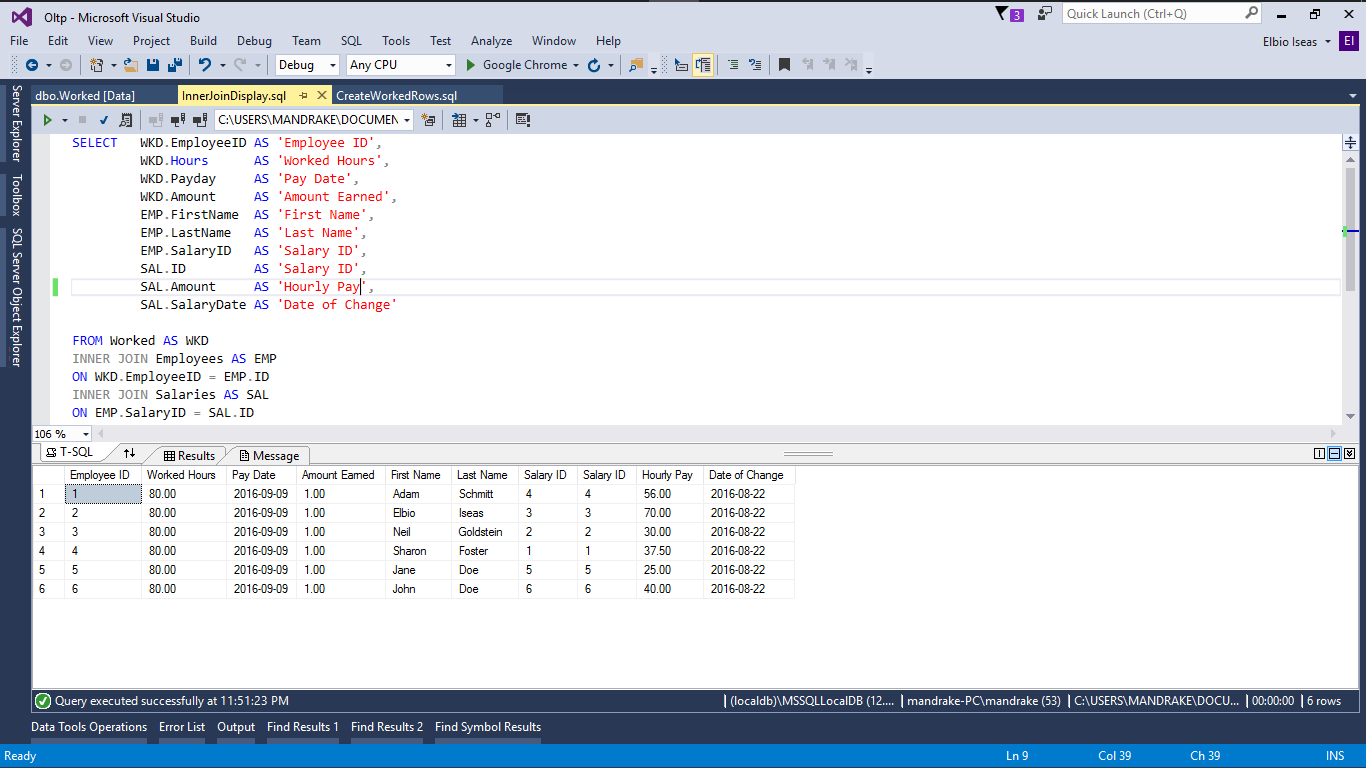 Oltp - Microsoft Visual Studio
3
Quick Launch (Ctrl+Q)
File Edit View Project Build Debug Team SQL Tools Test Analyze Window Help
Elbio Iseas EI
Debug Any CPU Google Chrome
Server Explorer
Toolbox
SQL Server Object Explorer
dbo.Worked [Data] InnerJoinDisplay.sql CreateWorkedRows.sql
C:\USERS\MANDRAKE\DOCUMEN
SELECT WKD.EmployeeID AS 'Employee ID',
WKD.Hours AS 'Worked Hours',
WKD.Payday AS 'Pay Date',
WKD.Amount AS 'Amount Earned',
EMP.FirstName AS 'First Name',
EMP.LastName AS 'Last Name',
EMP.SalaryID AS 'Salary ID',
SAL.ID AS 'Salary ID',
SAL.Amount AS 'Hourly Pay',
SAL.SalaryDate AS 'Date of Change'
FROM Worked AS WKD
INNER JOIN Employees AS EMP
ON WKD.EmployeeID = EMP.ID
INNER JOIN Salaries AS SAL
ON EMP.SalaryID = SAL.ID
106 %
T-SQL Results Message
Employee ID Worked Hours Pay Date Amount Earned First Name Last Name Salary ID Salary ID Hourly Pay Date of Change
1 1 80.00 2016-09-09 1.00 Adam Schmitt 4 4 56.00 2016-08-22
2 2 80.00 2016-09-09 1.00 Elbio Iseas 3 3 70.00 2016-08-22
3 3 80.00 2016-09-09 1.00 Neil Goldstein 2 2 30.00 2016-08-22
4 4 80.00 2016-09-09 1.00 Sharon Foster 1 1 37.50 2016-08-22
5 5 80.00 2016-09-09 1.00 Jane Doe 5 5 25.00 2016-08-22
6 6 80.00 2016-09-09 1.00 John Doe 6 6 40.00 2016-08-22
Query executed successfully at 11:51:23 PM (localdb)\MSSQLLocalDB (12.... mandrake-PC\mandrake (53) C:\USERS\MANDRAKE\DOCU... 00:00:00 6 rows
Data Tools Operations Error List Output Find Results 1 Find Results 2 Find Symbol Results
Ready Ln 9 Col 39 Ch 39 INS